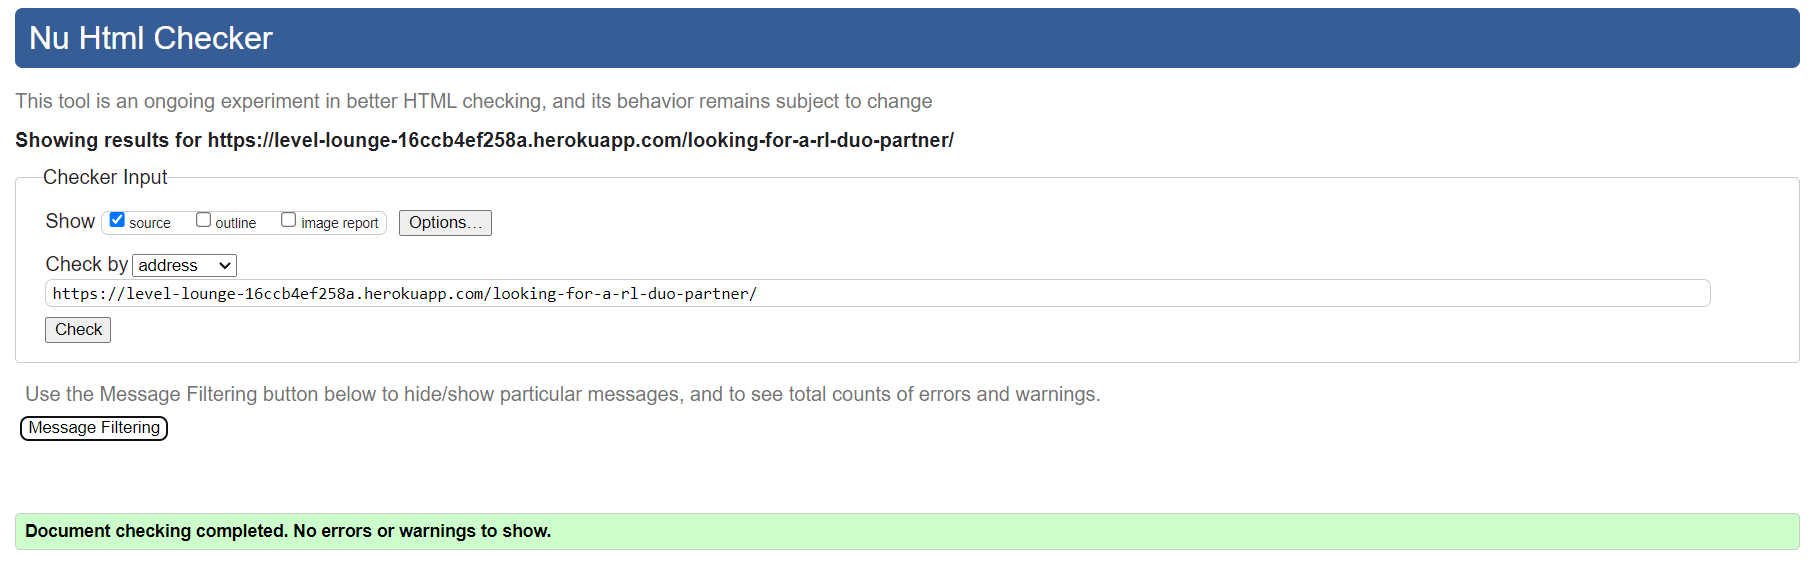 Nu Html Checker
This tool is an ongoing experiment in better HTML checking, and its behavior remains subject to change
Showing results for https://level-lounge-16ccb4ef258a.herokuapp.com/looking-for-a-rl-duo-partner/
Checker Input
Show source outline image report Options...
Check by address
https://level-lounge-16ccb4ef258a.herokuapp.com/looking-for-a-rl-duo-partner/
Check
Use the Message Filtering button below to hide/show particular messages, and to see total counts of errors and warnings.
Message Filtering
Document checking completed. No errors or warnings to show.